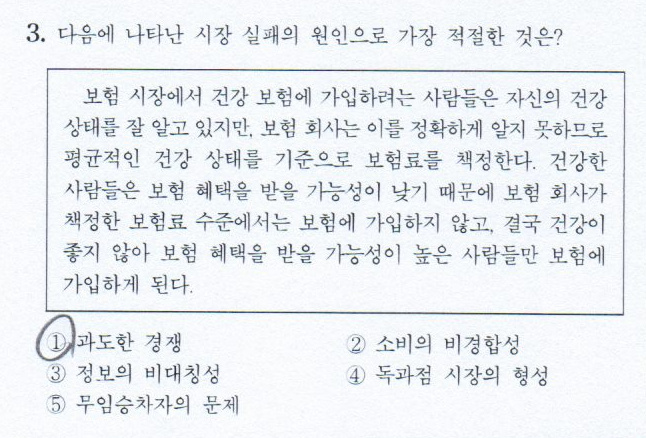 3. 다음에 나타난 시장 실패의 원인으로 가장 적절한 것은?
보험 시장에서 건강 보험에 가입하려는 사람들은 자신의 건강
상태를 잘 알고 있지만, 보험 회사는 이를 정확하게 알지 못하므로
평균적인 건강 상태를 기준으로 보험료를 책정한다. 건강한
사람들은 보험 혜택을 받을 가능성이 낮기 때문에 보험 회사가
책정한 보험료 수준에서는 보험에 가입하지 않고, 결국 건강이
좋지 않아 보험 혜택을 받을 가능성이 높은 사람들만 보험에
가입하게 된다.
① 과도한 경쟁 ② 소비의 비경합성
③ 정보의 비대칭성 ④ 독과점 시장의 형성
⑤ 무임승차자의 문제